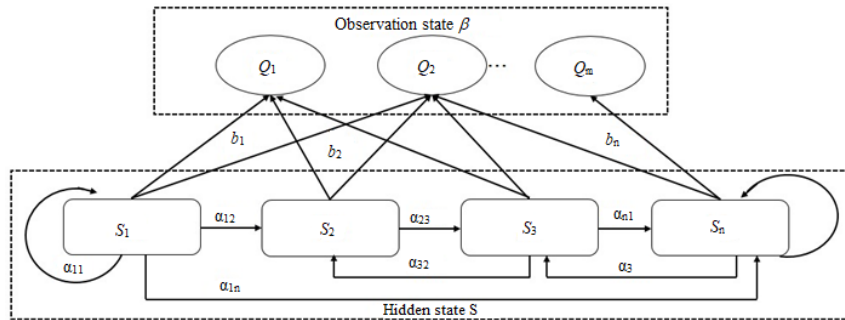 Observation state β
Q1 Q2 ... Qm
b1 b2 bn
α12 α23 αn1
S1 S2 S3 Sn
α11 α32 α3
α1n
Hidden state S